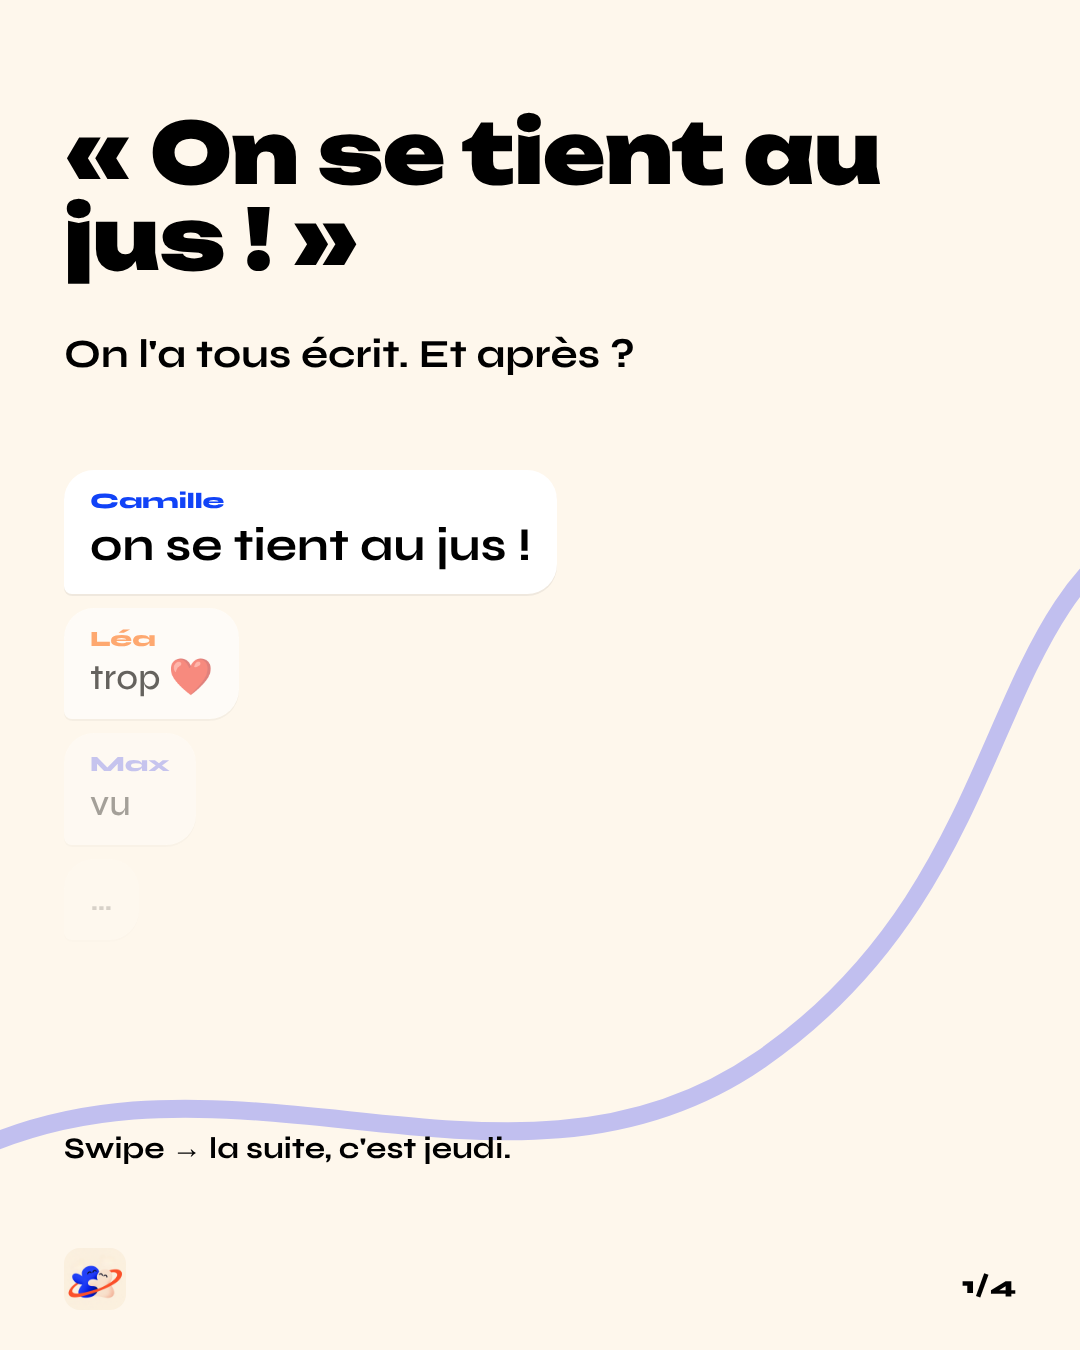 « On se tient au
jus ! »
On l'a tous écrit. Et après ?
Camille
on se tient au jus !
Léa
trop ❤️
Max
vu
...
Swipe → la suite, c'est jeudi.
1/4